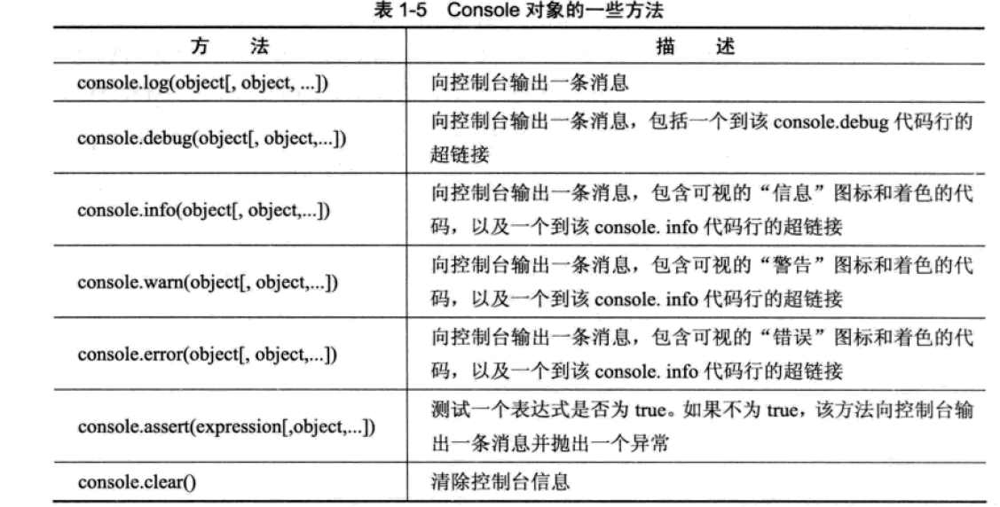 表 1-5 Console 对象的一些方法
方 法 描 述
console.log(object[, object, ...]) 向控制台输出一条消息
console.debug(object[, object,...]) 向控制台输出一条消息，包括一个到该 console.debug 代码行的
超链接
console.info(object[, object,...]) 向控制台输出一条消息，包含可视的“信息”图标和着色的代
码，以及一个到该 console. info 代码行的超链接
console.warn(object[, object,...]) 向控制台输出一条消息，包含可视的“警告”图标和着色的代
码，以及一个到该 console. info 代码行的超链接
console.error(object[, object,...]) 向控制台输出一条消息，包含可视的“错误”图标和着色的代
码，以及一个到该 console. info 代码行的超链接
console.assert(expression[,object,...]) 测试一个表达式是否为 true。如果不为 true，该方法向控制台输
出一条消息并抛出一个异常
console.clear() 清除控制台信息